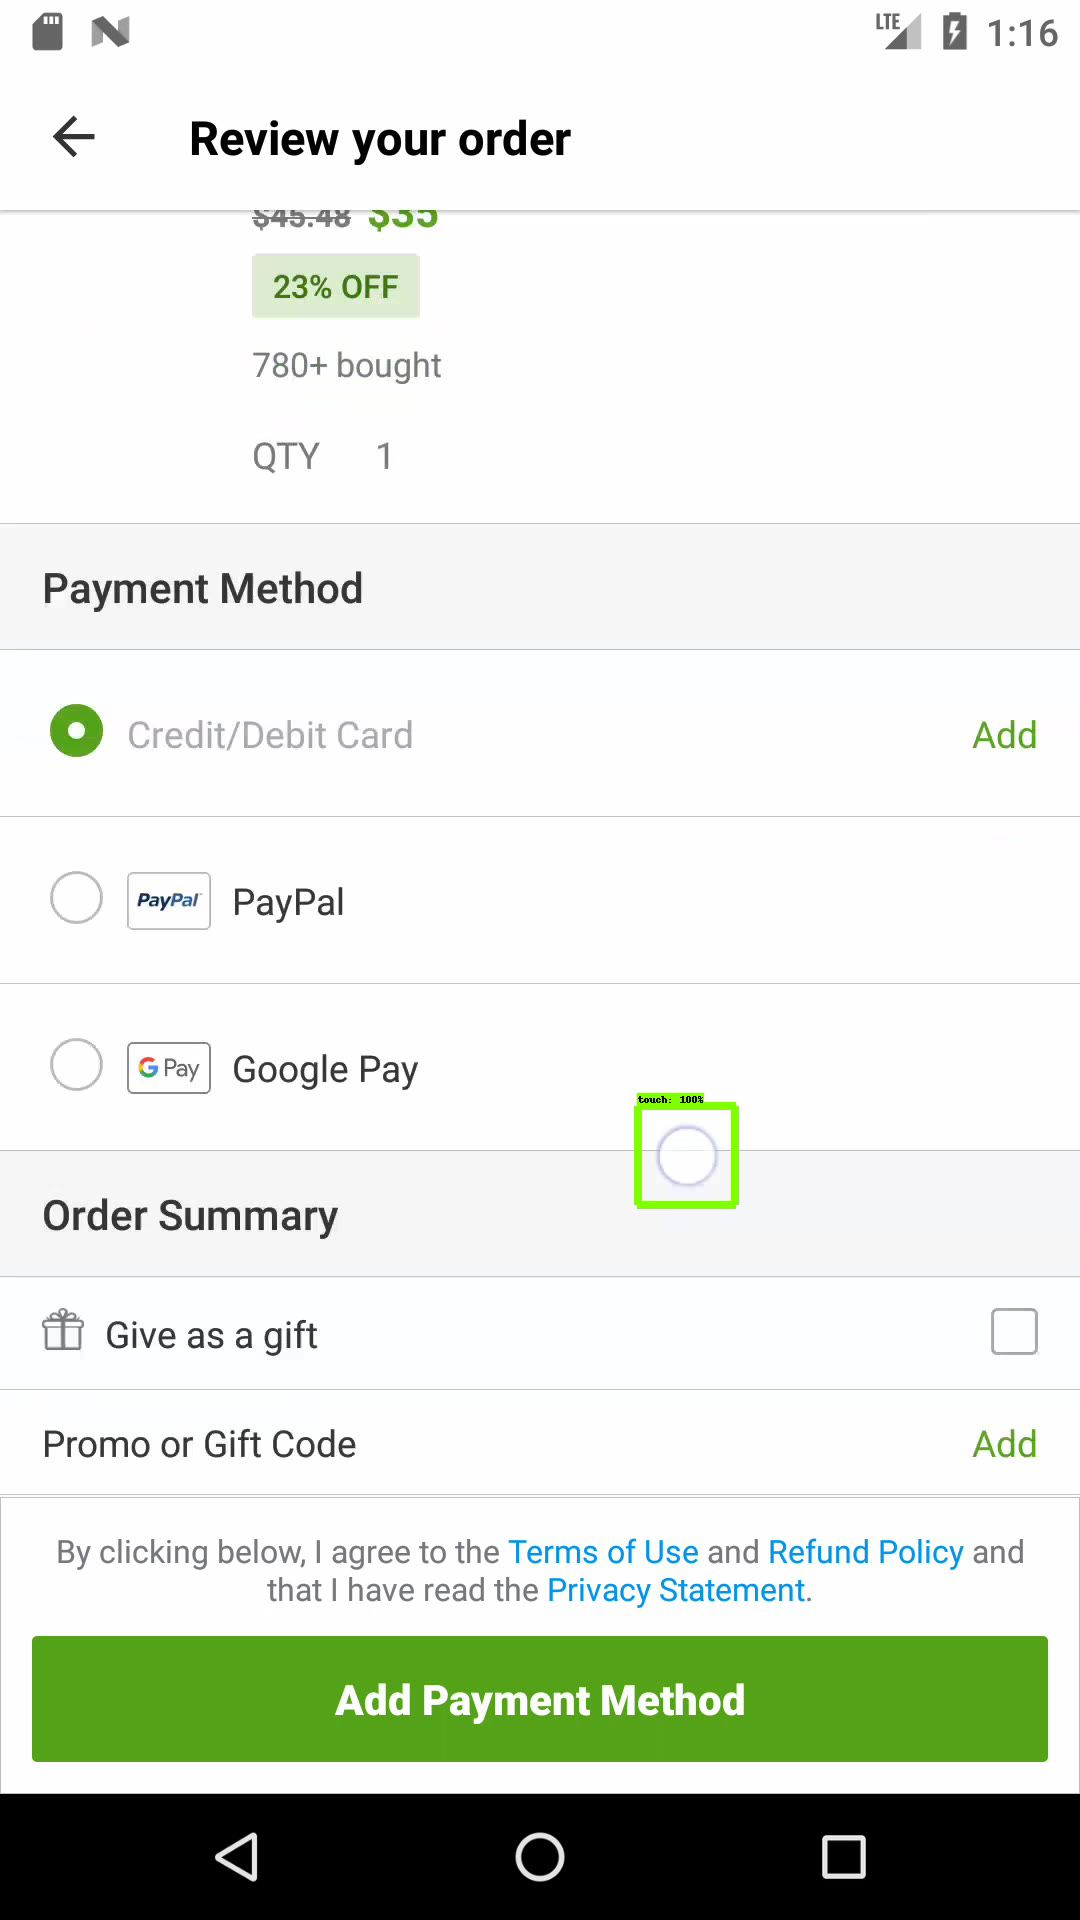 LTE 1:16
Review your order
$45.48 $35
23% OFF
780+ bought
QTY 1
Payment Method
Credit/Debit Card Add
PayPal PayPal
G Pay Google Pay
touch: 100%
Order Summary
Give as a gift
Promo or Gift Code Add
By clicking below, I agree to the Terms of Use and Refund Policy and
that I have read the Privacy Statement.
Add Payment Method